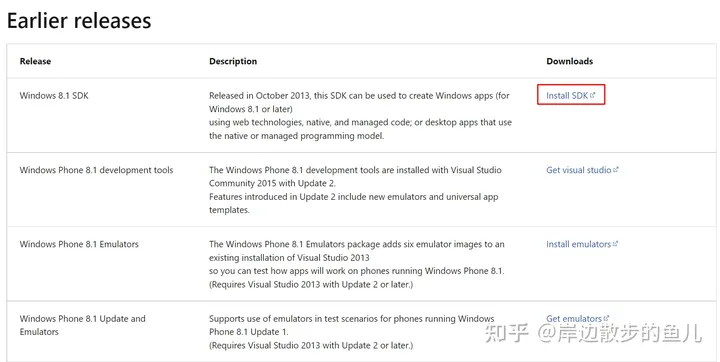 Earlier releases
Release Description Downloads
Windows 8.1 SDK Released in October 2013, this SDK can be used to create Windows apps (for Install SDK
Windows 8.1 or later)
using web technologies, native, and managed code; or desktop apps that use
the native or managed programming model.
Windows Phone 8.1 development tools The Windows Phone 8.1 development tools are installed with Visual Studio Get visual studio
Community 2015 with Update 2.
Features introduced in Update 2 include new emulators and universal app
templates.
Windows Phone 8.1 Emulators The Windows Phone 8.1 Emulators package adds six emulator images to an Install emulators
existing installation of Visual Studio 2013
so you can test how apps will work on phones running Windows Phone 8.1.
(Requires Visual Studio 2013 with Update 2 or later.)
Windows Phone 8.1 Update and Supports use of emulators in test scenarios for phones running Windows Get emulators
Emulators Phone 8.1 Update 1.
(Requires Visual Studio 2013 with Update 2 or later.)
知乎 @岸边散步的鱼儿